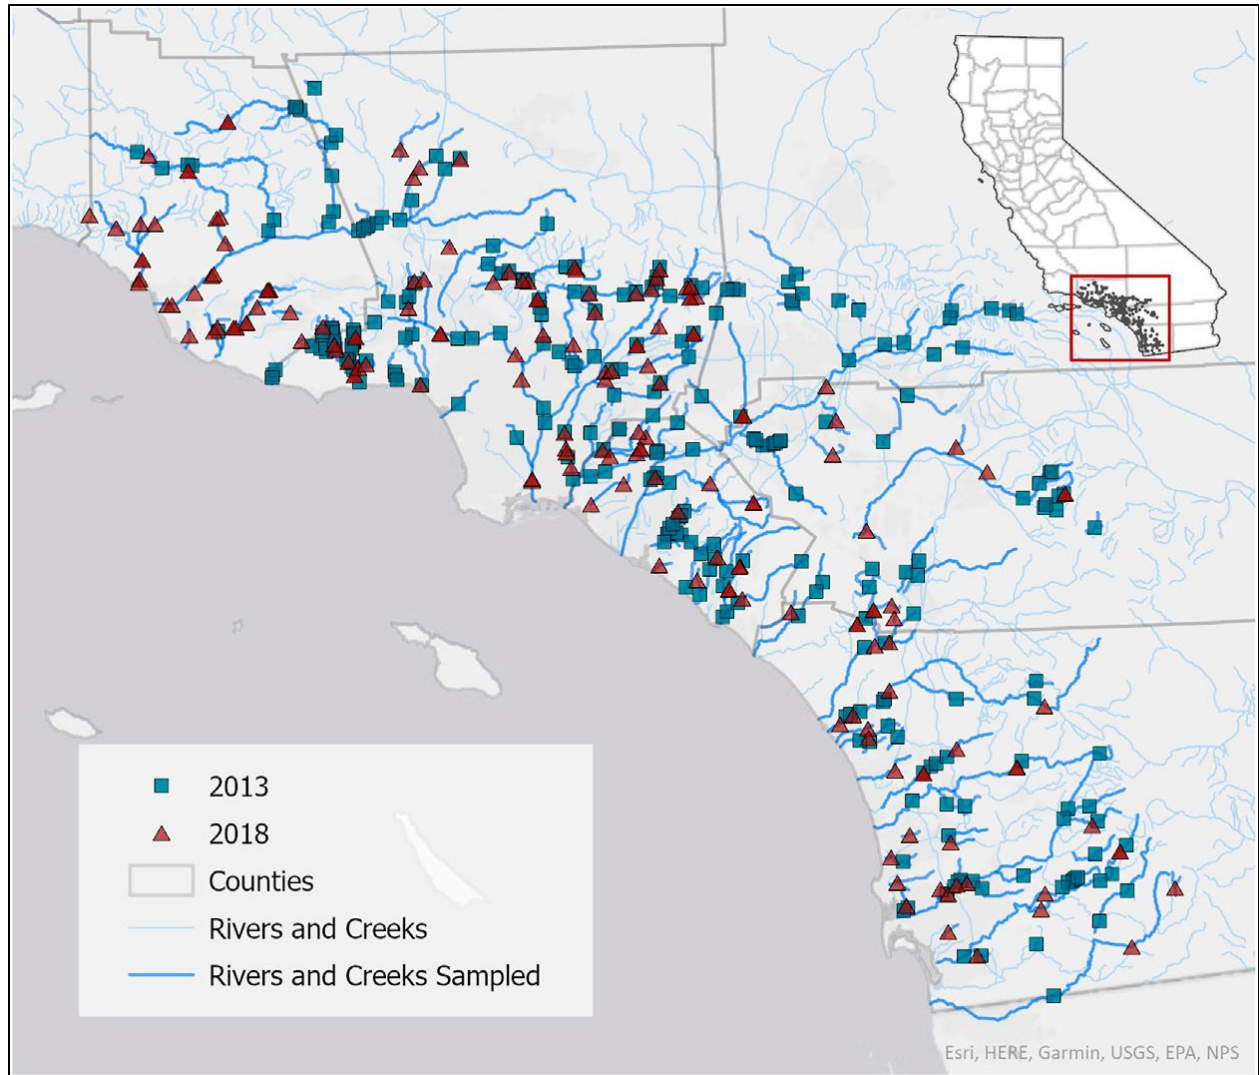 2013
2018
Counties
Rivers and Creeks
Rivers and Creeks Sampled
Esri, HERE, Garmin, USGS, EPA, NPS